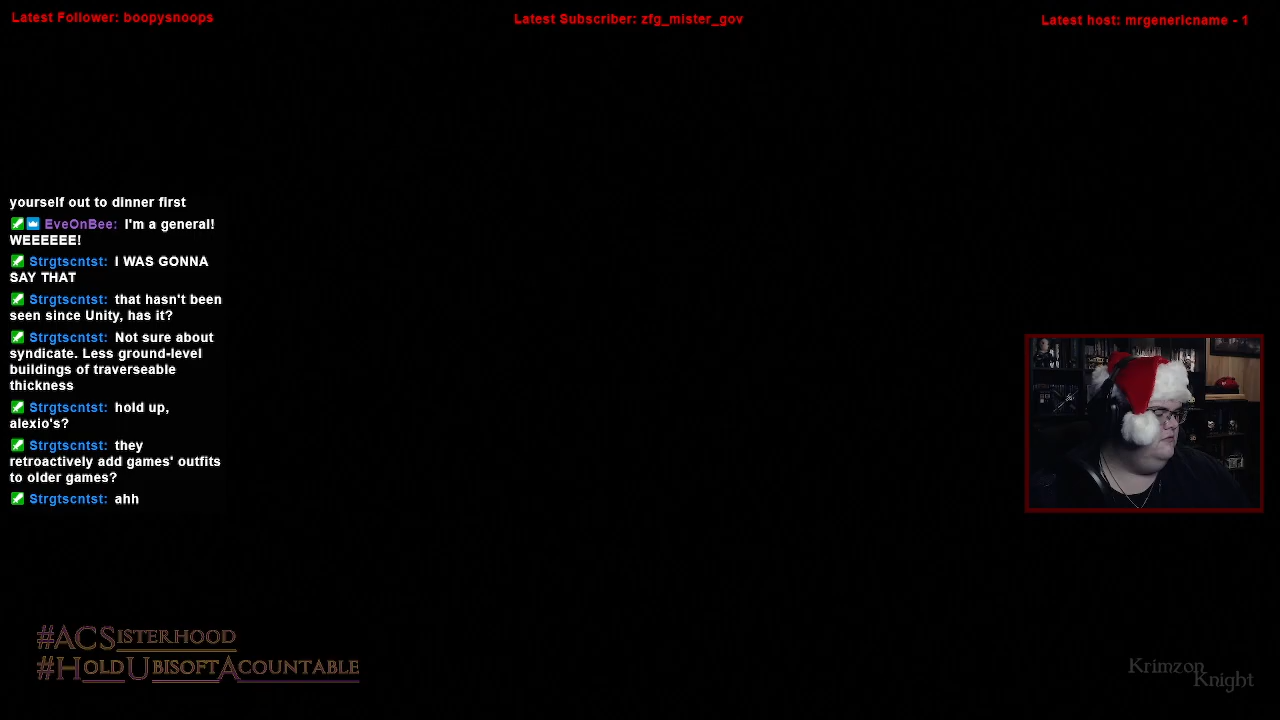 Latest Follower: boopysnoops
Latest Subscriber: zfg_mister_gov
Latest host: mrgenericname - 1
yourself out to dinner first
EveOnBee: I'm a general!
WEEEEEE!
Strgtscntst: I WAS GONNA
SAY THAT
Strgtscntst: that hasn't been
seen since Unity, has it?
Strgtscntst: Not sure about
syndicate. Less ground-level
buildings of traverseable
thickness
Strgtscntst: hold up,
alexio's?
Strgtscntst: they
retroactively add games' outfits
to older games?
Strgtscntst: ahh
#ACSisterhood
#HoldUbisoftAcountable
Krimzon
Knight